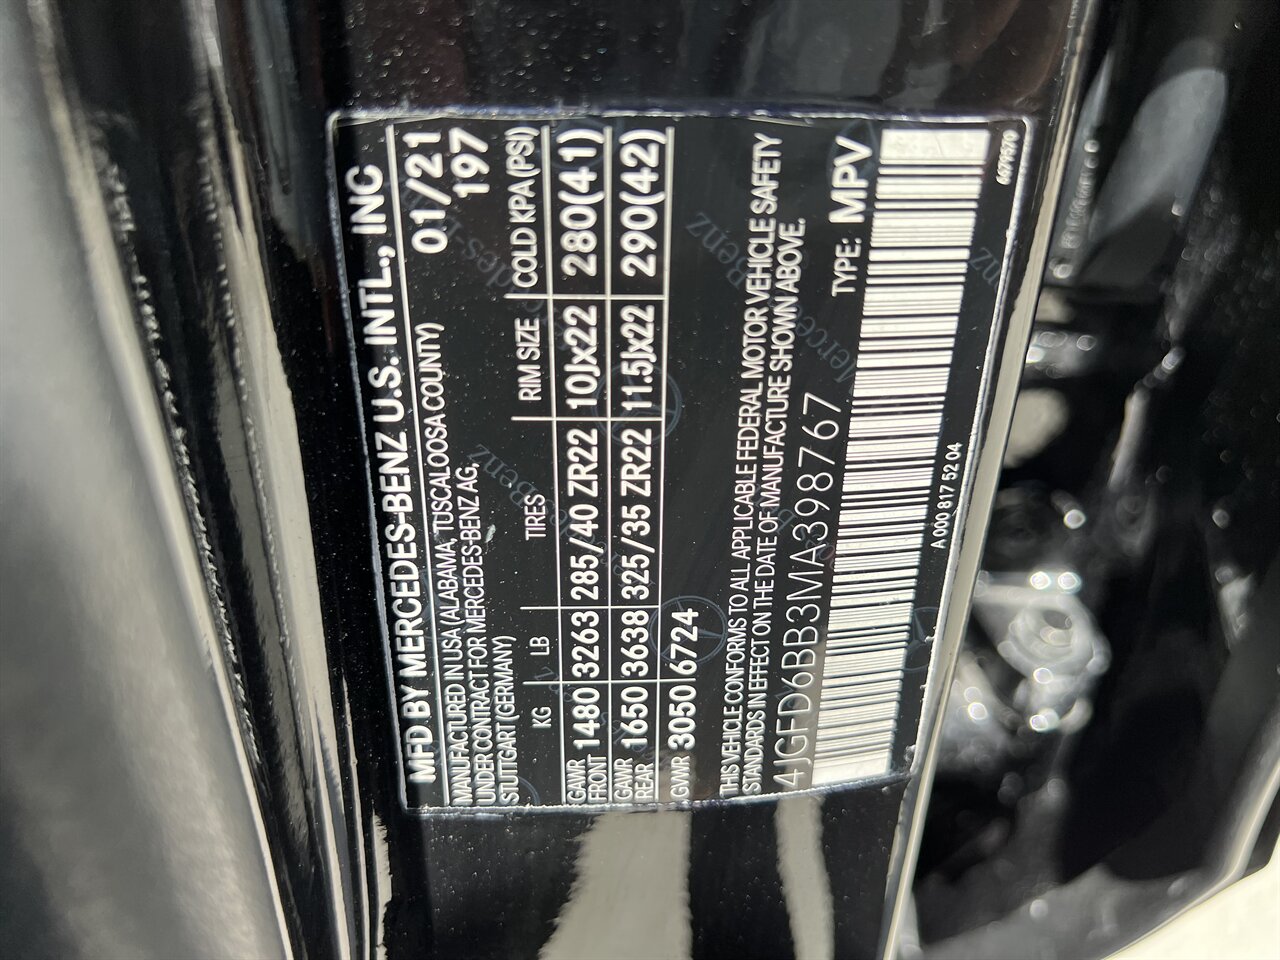 MFD BY MERCEDES-BENZ U.S. INTL., INC
MANUFACTURED IN USA (ALABAMA, TUSCALOOSA COUNTY) 01/21
UNDER CONTRACT FOR MERCEDES-BENZ AG, 197
STUTTGART (GERMANY)
KG LB TIRES RIM SIZE COLD KPA (PSI)
GAWR FRONT 1480 3263 285/40 ZR22 10Jx22 280(41)
GAWR REAR 1650 3638 325/35 ZR22 11.5Jx22 290(42)
GVWR 3050 6724
THIS VEHICLE CONFORMS TO ALL APPLICABLE FEDERAL MOTOR VEHICLE SAFETY
STANDARDS IN EFFECT ON THE DATE OF MANUFACTURE SHOWN ABOVE.
4JGFD6BB3MA398767 TYPE: MPV
A 000 817 52 04